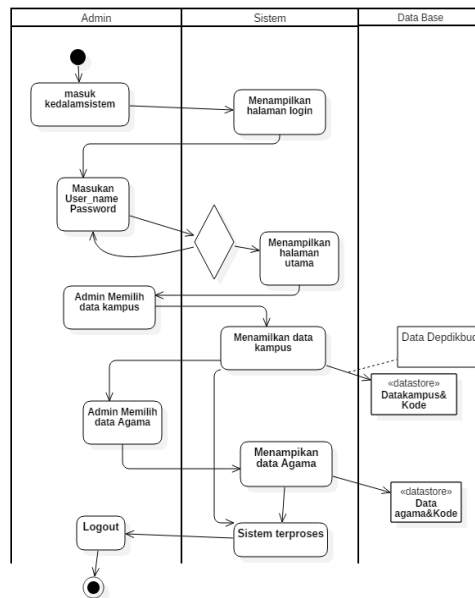 Admin
Sistem
Data Base
masuk
kedalamsistem
Menampilkan
halaman login
Masukan
User_name
Password
Menampilkan
halaman
utama
Admin Memilih
data kampus
Menamilkan data
kampus
Data Depdikbud
«datastore»
Datakampus&
Kode
Admin Memilih
data Agama
Menampikan
data Agama
«datastore»
Data
agama&Kode
Logout
Sistem terproses